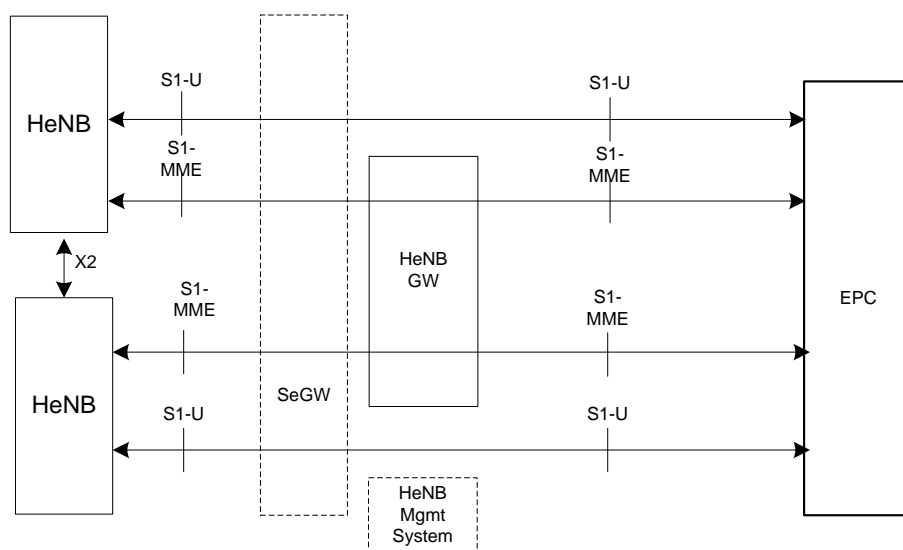 S1-U
S1-U
HeNB
S1-
MME
S1-
MME
HeNB
GW
X2
S1-
MME
S1-
MME
EPC
SeGW
HeNB
S1-U
S1-U
HeNB
Mgmt
System